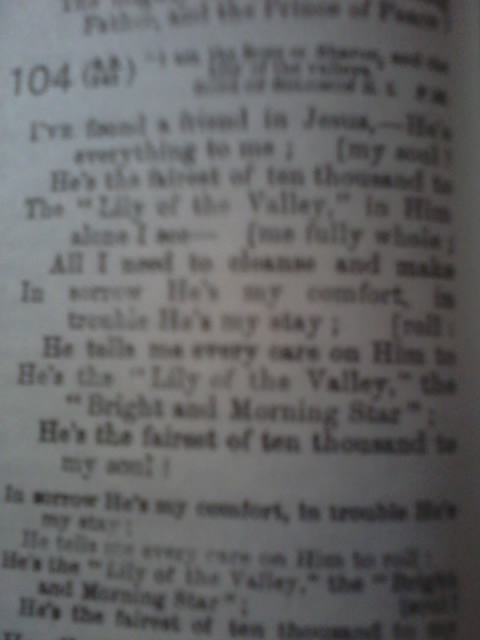 Father, and the Prince of Peace
104 "I am the Rose of Sharon, and the
lily of the valleys."
I've found a friend in Jesus,—He's
everything to me ; [my soul !
He's the fairest of ten thousand to
The "Lily of the Valley," in Him
alone I see— [me fully whole ;
All I need to cleanse and make
In sorrow He's my comfort, in
trouble He's my stay ; [roll :
He tells me every care on Him to
He's the "Lily of the Valley," the
"Bright and Morning Star" ;
He's the fairest of ten thousand to
my soul !
In sorrow He's my comfort, in trouble He's
my stay ;
He tells me every care on Him to roll :
He's the "Lily of the Valley," the "Bright
and Morning Star" ; [soul !
He's the fairest of ten thousand to my